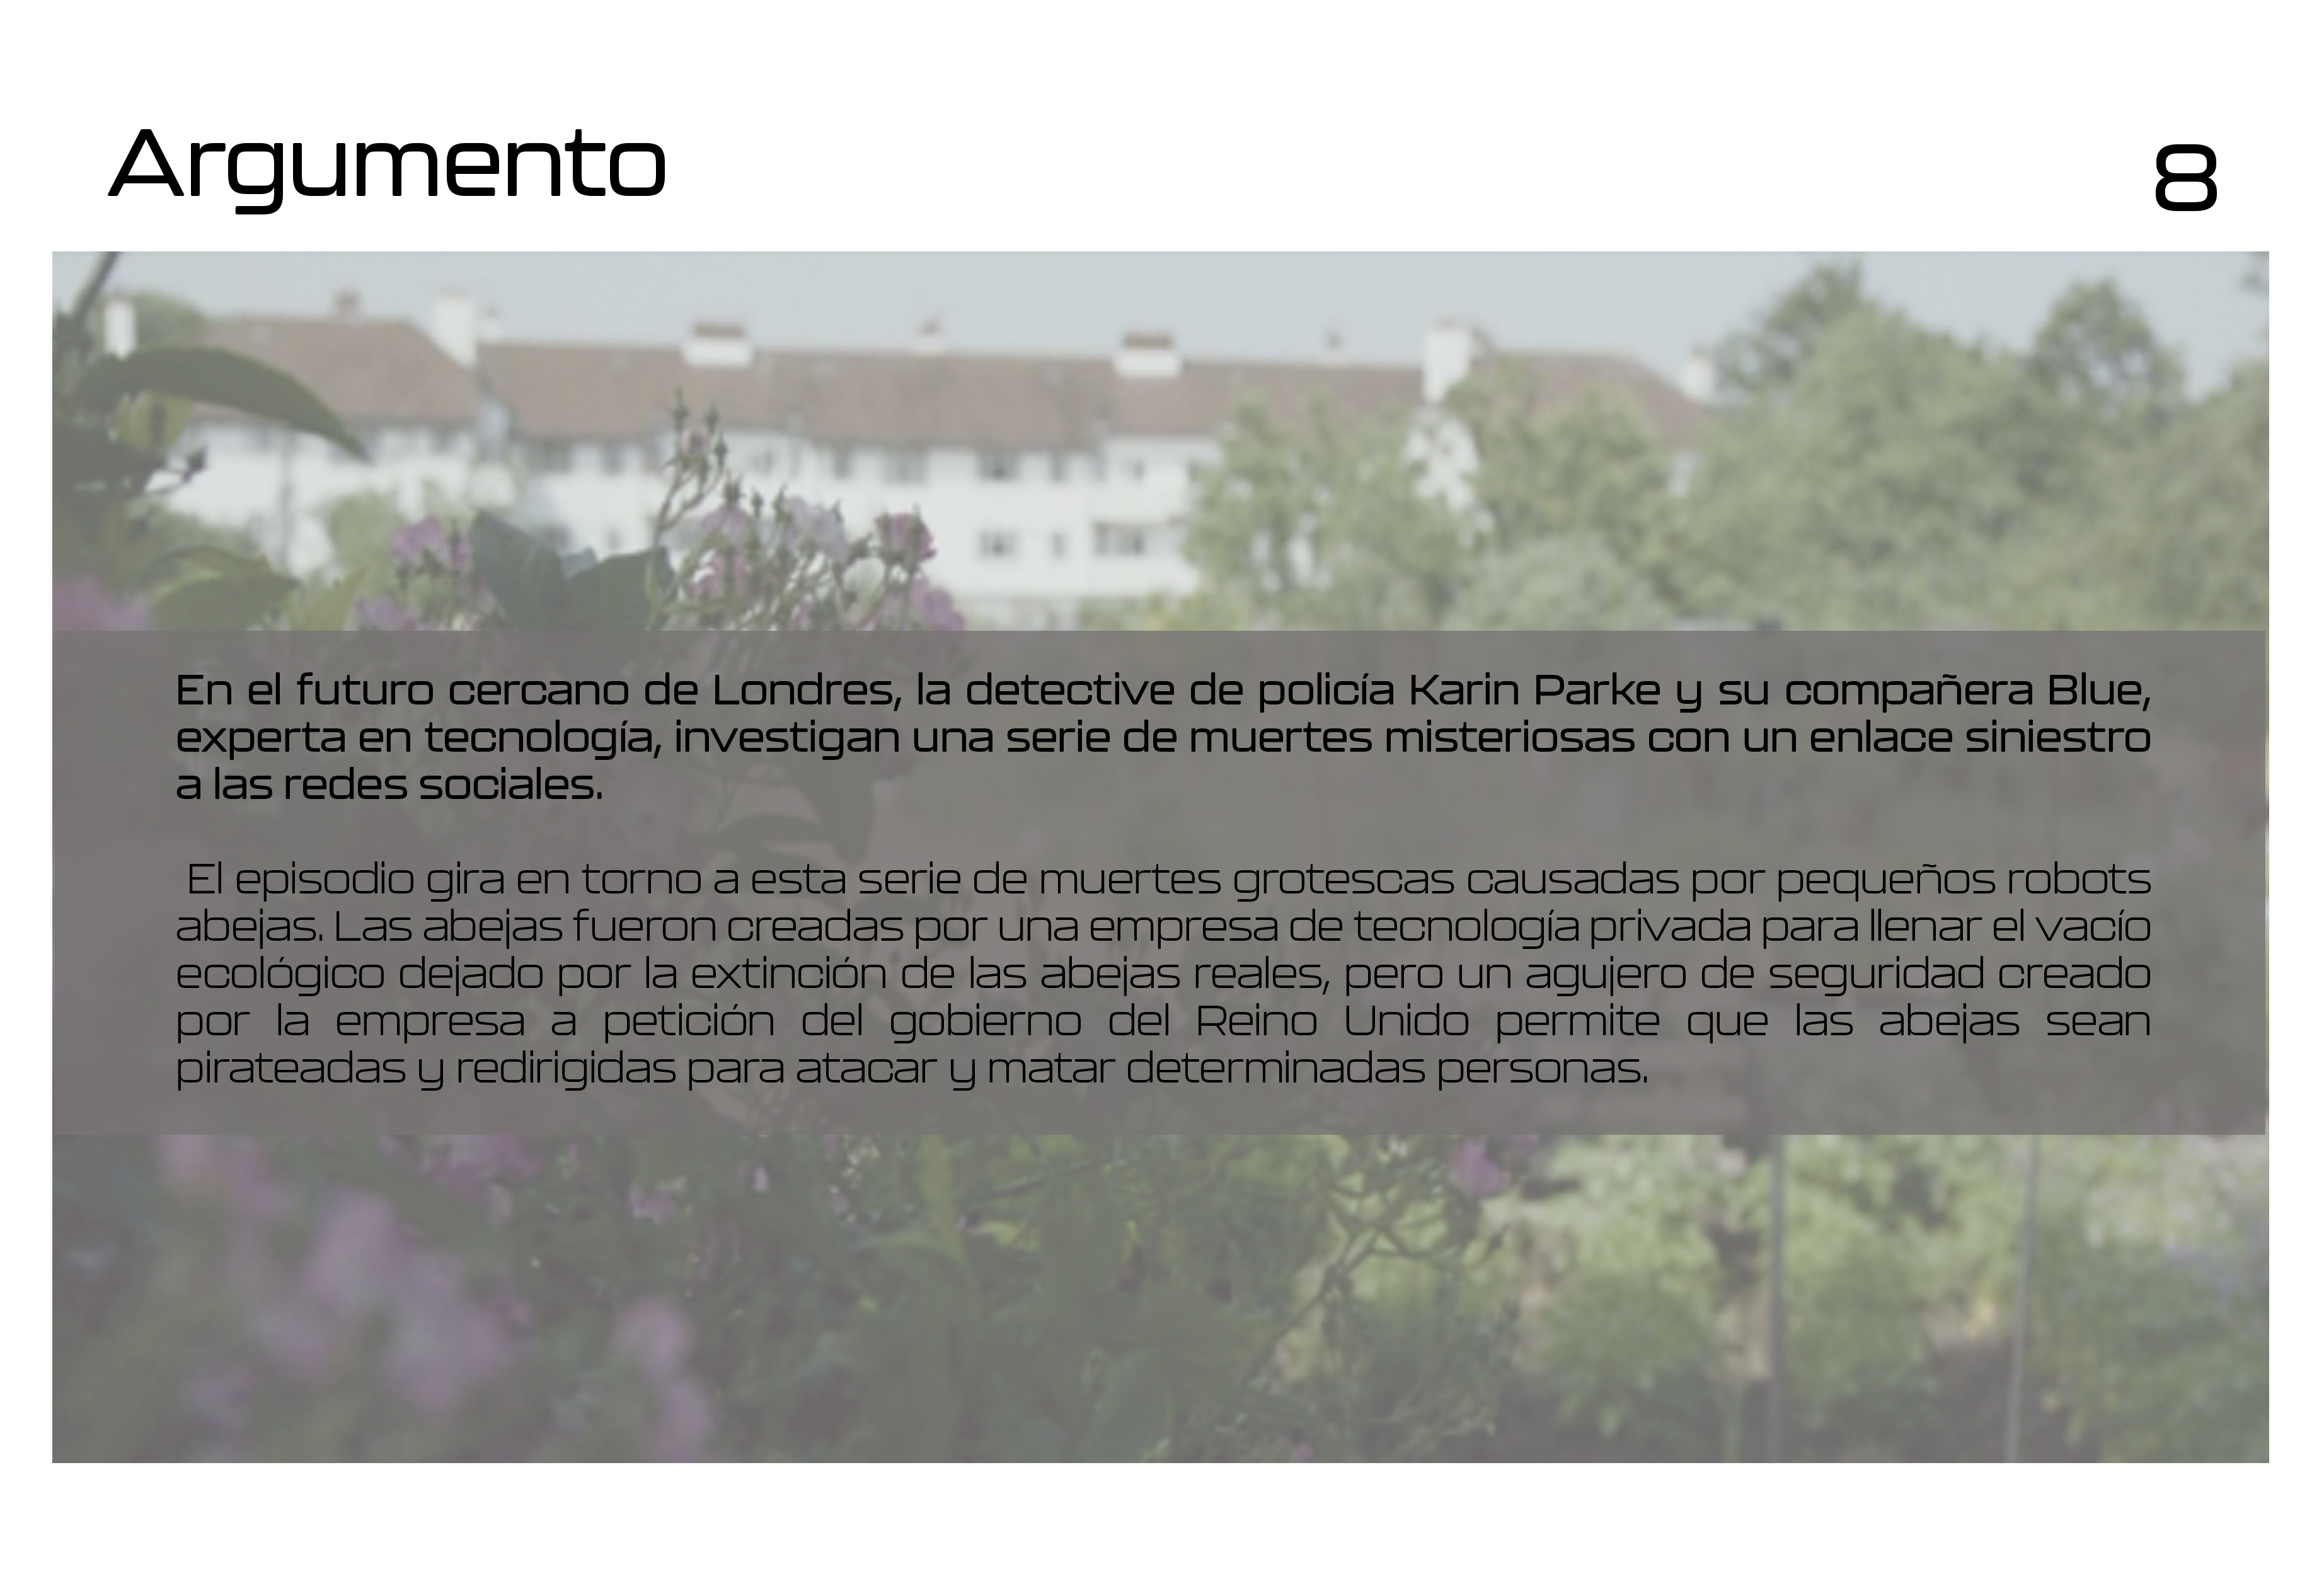 Argumento
8
En el futuro cercano de Londres, la detective de policía Karin Parke y su compañera Blue,
experta en tecnología, investigan una serie de muertes misteriosas con un enlace siniestro
a las redes sociales.
El episodio gira en torno a esta serie de muertes grotescas causadas por pequeños robots
abejas. Las abejas fueron creadas por una empresa de tecnología privada para llenar el vacío
ecológico dejado por la extinción de las abejas reales, pero un agujero de seguridad creado
por la empresa a petición del gobierno del Reino Unido permite que las abejas sean
pirateadas y redirigidas para atacar y matar determinadas personas.